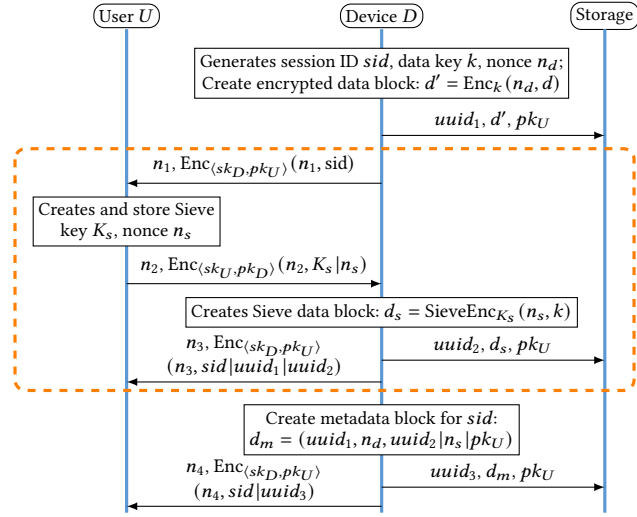 User U Device D Storage
Generates session ID sid, data key k, nonce n_d;
Create encrypted data block: d′ = Enc_k(n_d, d)
uuid_1, d′, pk_U
n_1, Enc_⟨sk_D,pk_U⟩(n_1, sid)
Creates and store Sieve
key K_s, nonce n_s
n_2, Enc_⟨sk_U,pk_D⟩(n_2, K_s|n_s)
Creates Sieve data block: d_s = SieveEnc_{K_s}(n_s, k)
n_3, Enc_⟨sk_D,pk_U⟩
(n_3, sid|uuid_1|uuid_2)
uuid_2, d_s, pk_U
Create metadata block for sid:
d_m = (uuid_1, n_d, uuid_2|n_s|pk_U)
n_4, Enc_⟨sk_D,pk_U⟩
(n_4, sid|uuid_3)
uuid_3, d_m, pk_U